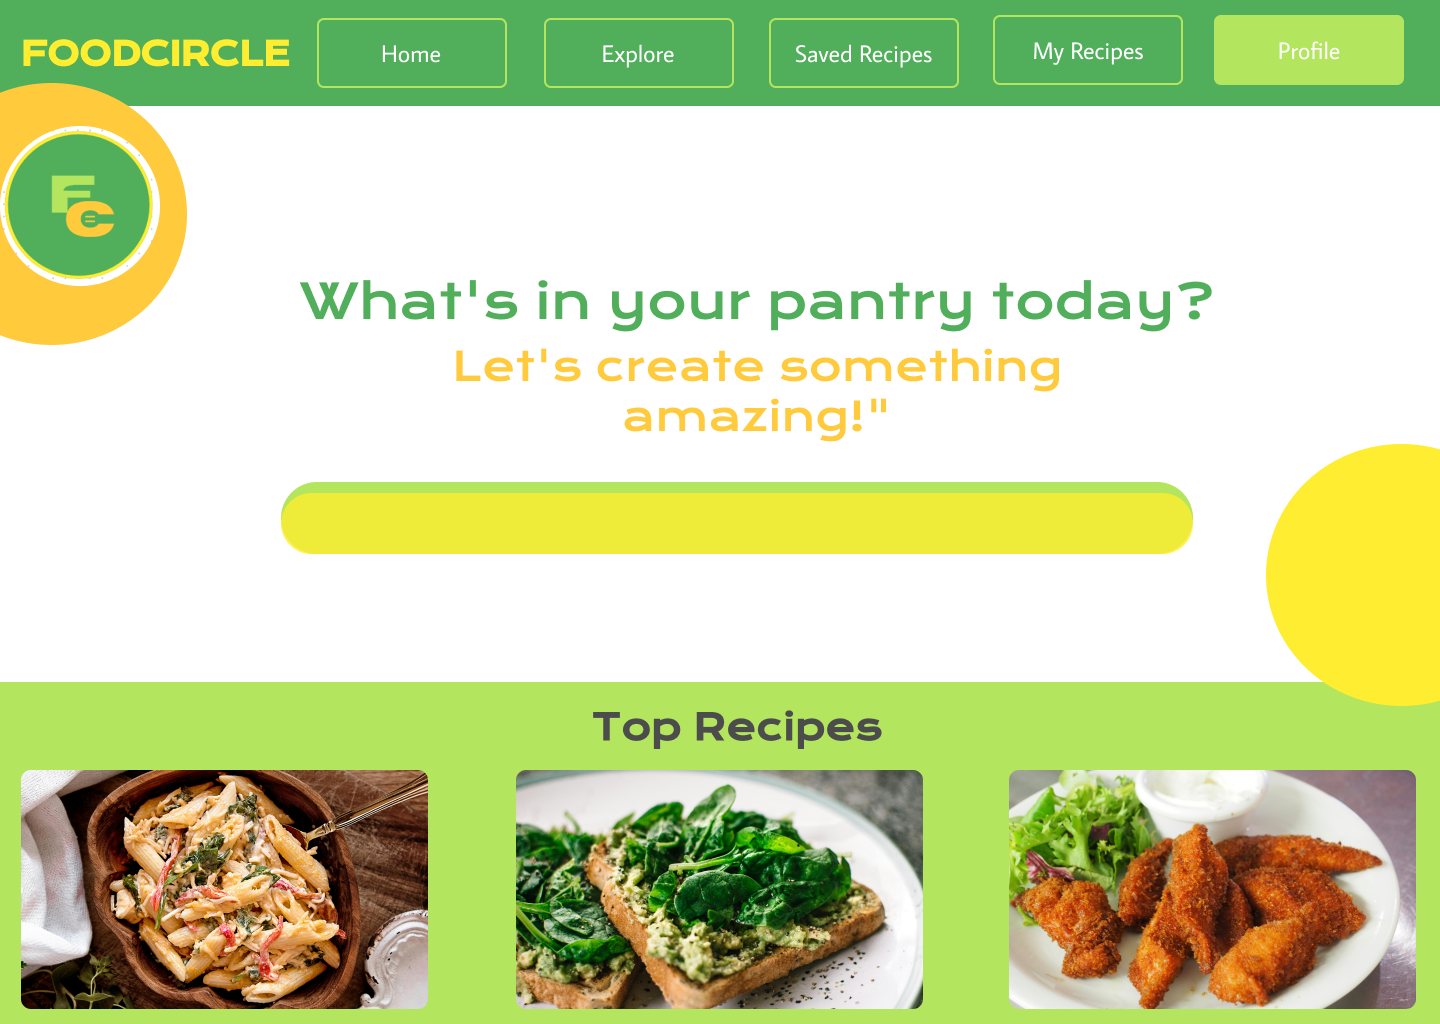 FOODCIRCLE
Home
Explore
Saved Recipes
My Recipes
Profile
FC
What's in your pantry today?
Let's create something
amazing!"
Top Recipes